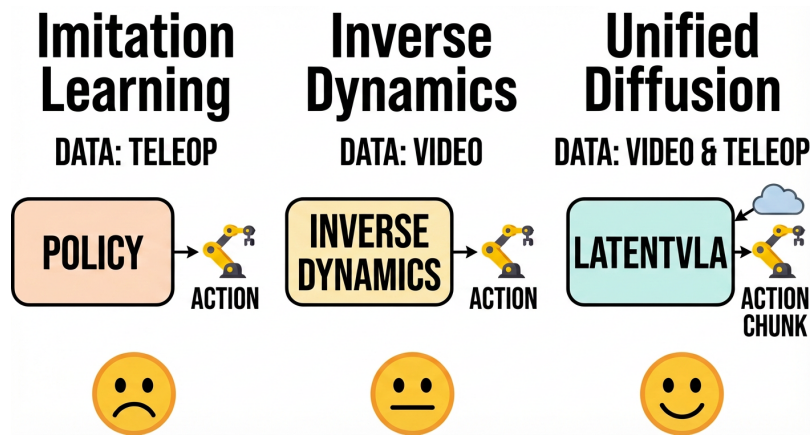 Imitation
Learning
DATA: TELEOP
POLICY
ACTION
Inverse
Dynamics
DATA: VIDEO
INVERSE
DYNAMICS
ACTION
Unified
Diffusion
DATA: VIDEO & TELEOP
LATENTVLA
ACTION
CHUNK